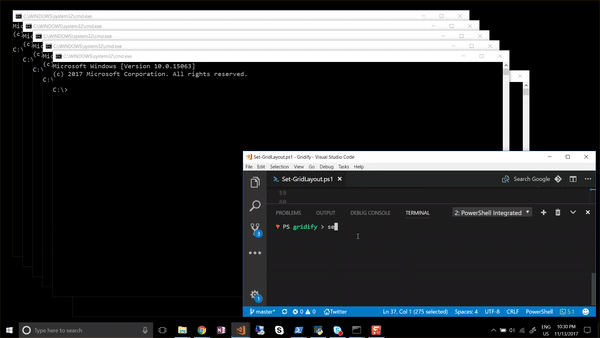 C:\WINDOWS\system32\cmd.exe
C:\WINDOWS\system32\cmd.exe
C:\WINDOWS\system32\cmd.exe
C:\WINDOWS\system32\cmd.exe
C:\WINDOWS\system32\cmd.exe
Microsoft Windows [Version 10.0.15063]
(c) 2017 Microsoft Corporation. All rights reserved.
C:\>
Set-GridLayout.ps1 - Gridify - Visual Studio Code
File Edit Selection View Go Debug Tasks Help
Set-GridLayout.ps1
Search Google
59
60
PROBLEMS OUTPUT DEBUG CONSOLE TERMINAL 2: PowerShell Integrated
PS gridify > se
master* 0 0 Twitter Ln 37, Col 1 (275 selected) Spaces: 4 UTF-8 CRLF PowerShell 5.1
Type here to search
ENG 10:30 PM
US 11/13/2017